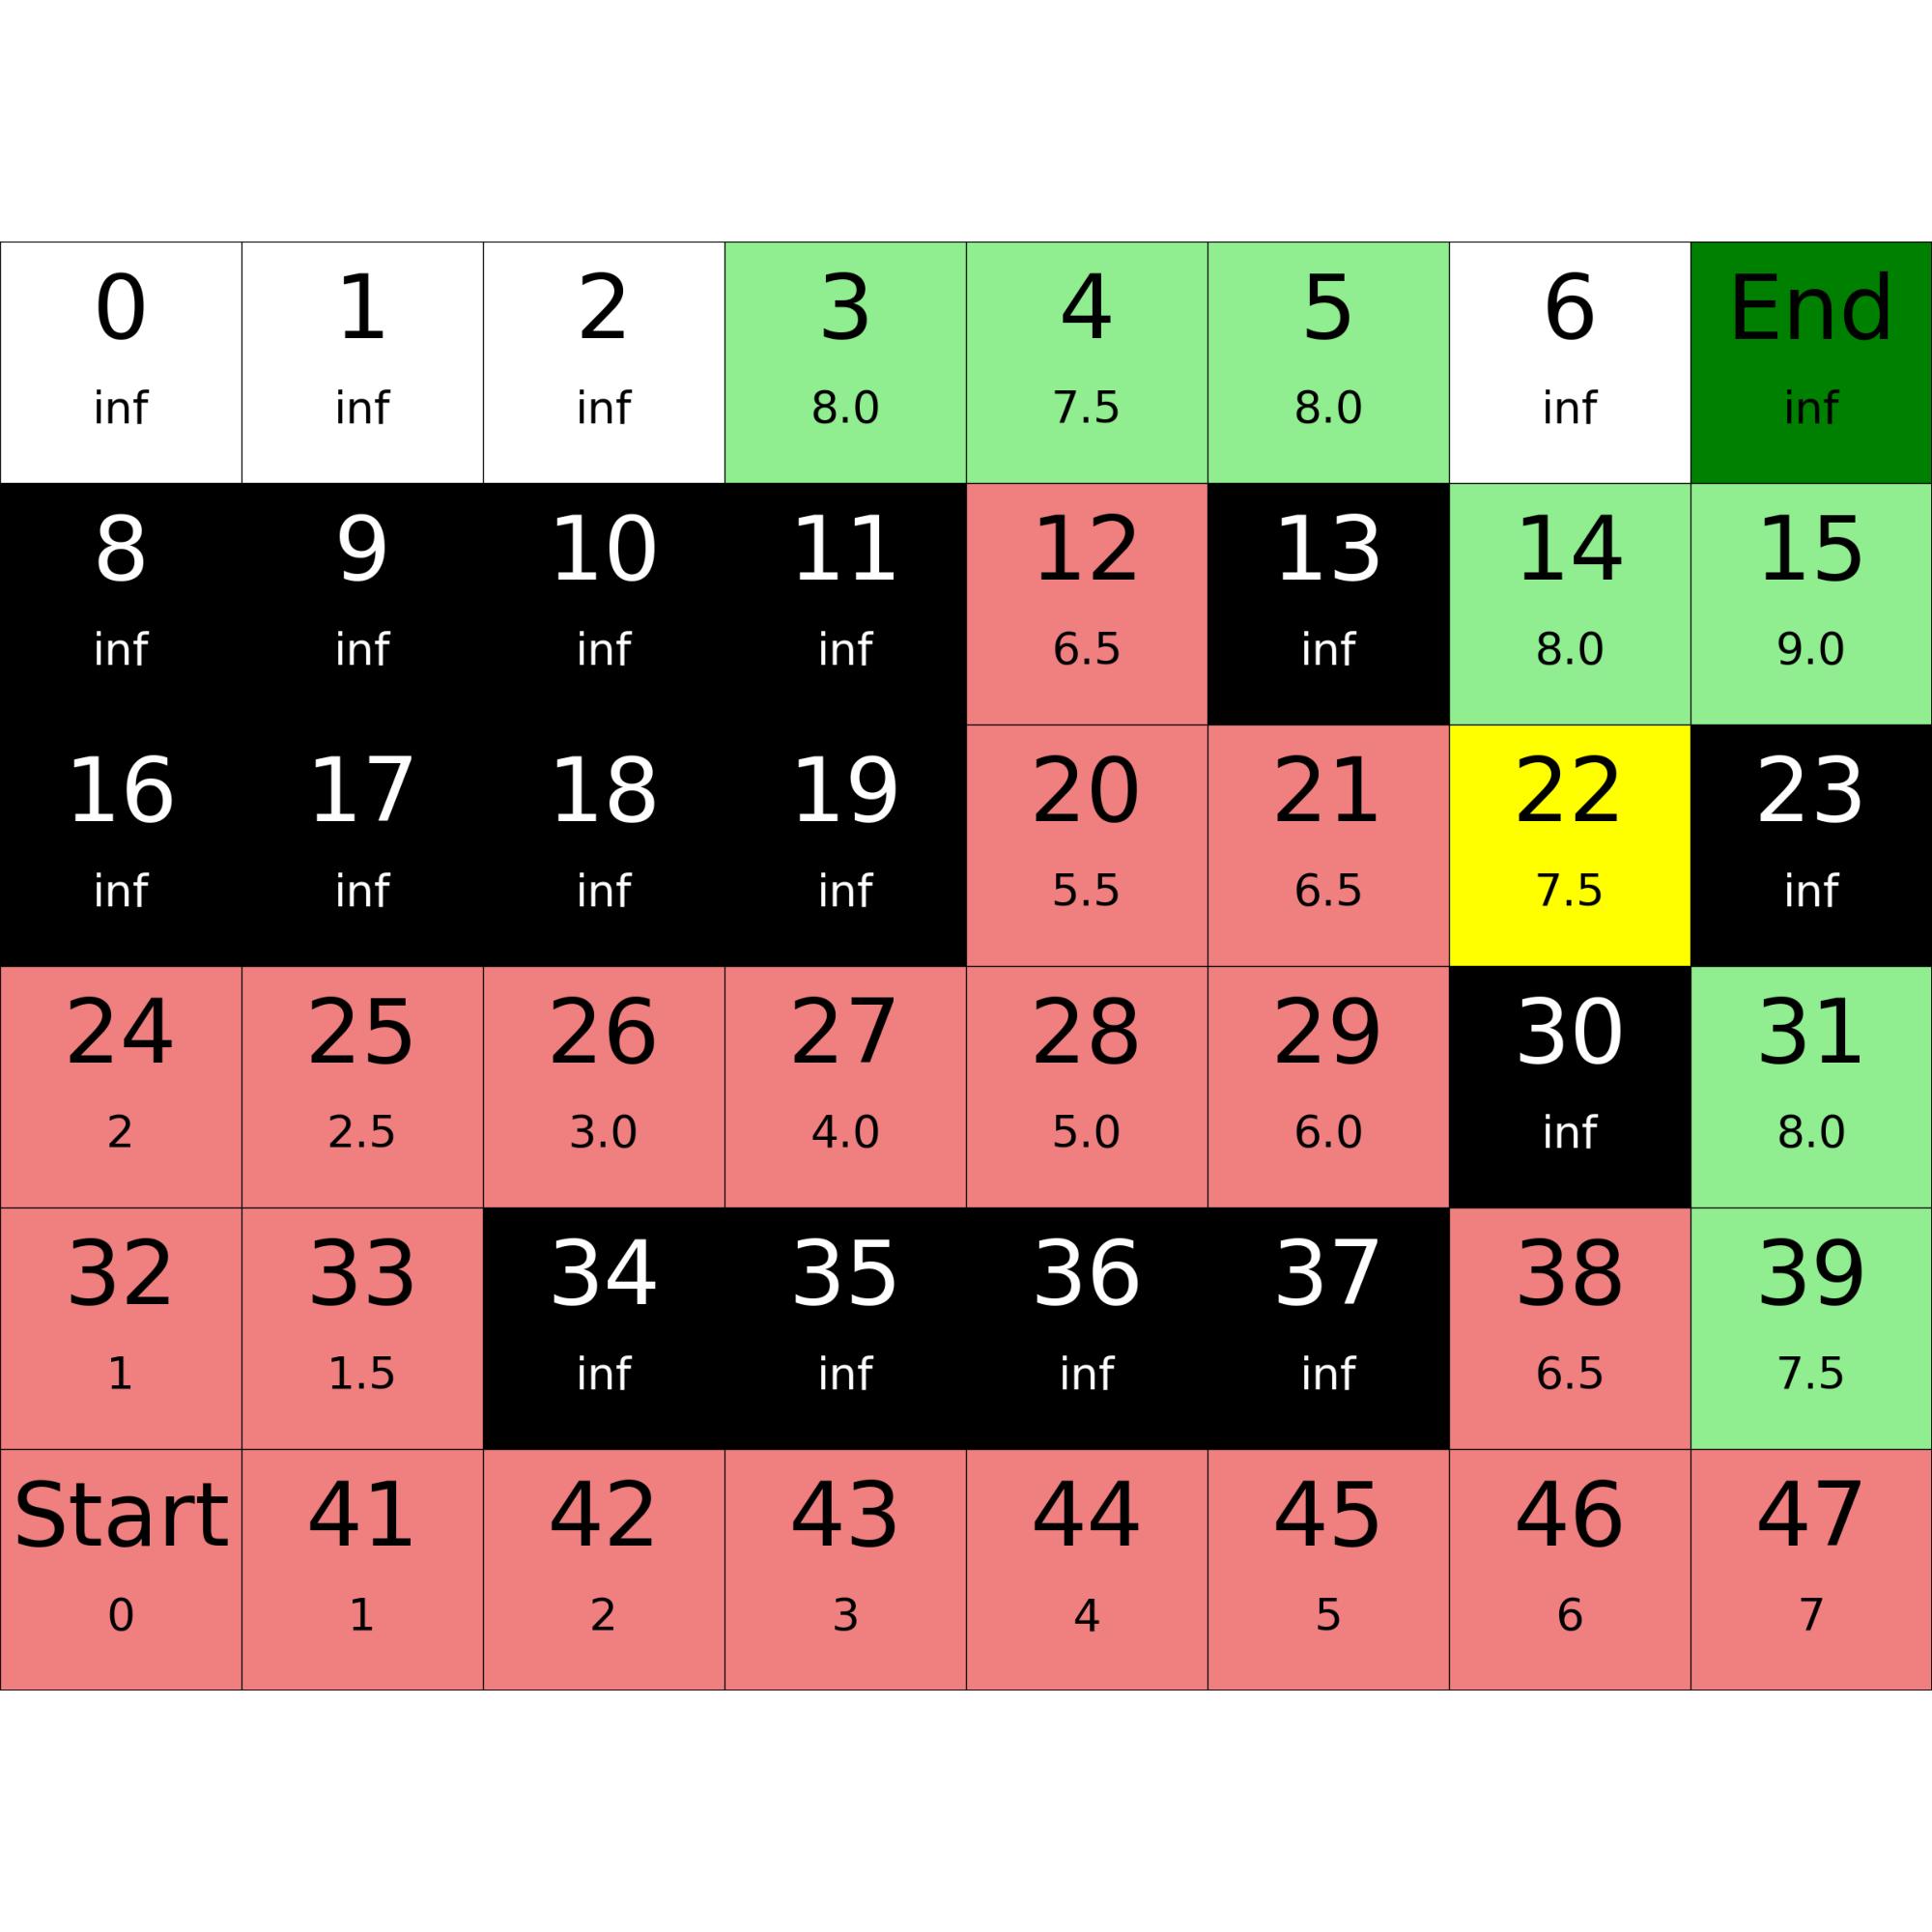 0 1 2 3 4 5 6 End
inf inf inf 8.0 7.5 8.0 inf inf
8 9 10 11 12 13 14 15
inf inf inf inf 6.5 inf 8.0 9.0
16 17 18 19 20 21 22 23
inf inf inf inf 5.5 6.5 7.5 inf
24 25 26 27 28 29 30 31
2 2.5 3.0 4.0 5.0 6.0 inf 8.0
32 33 34 35 36 37 38 39
1 1.5 inf inf inf inf 6.5 7.5
Start 41 42 43 44 45 46 47
0 1 2 3 4 5 6 7